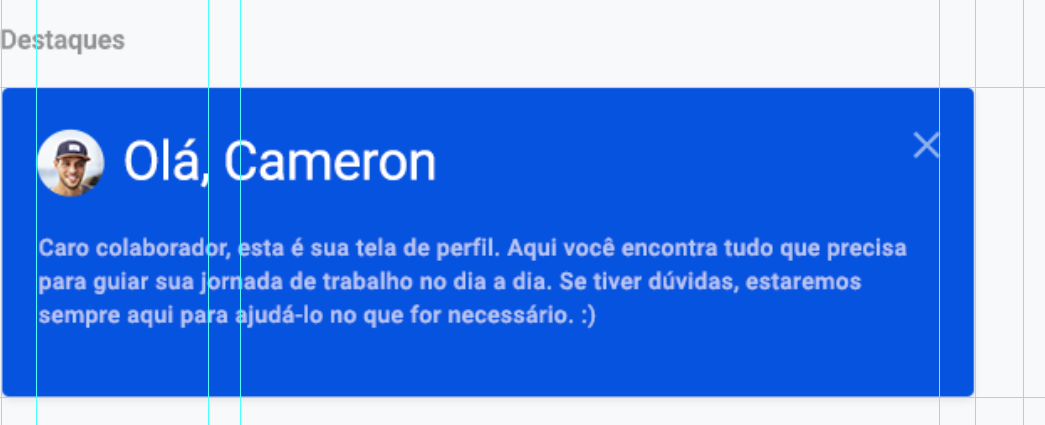 Destaques
Olá, Cameron
Caro colaborador, esta é sua tela de perfil. Aqui você encontra tudo que precisa
para guiar sua jornada de trabalho no dia a dia. Se tiver dúvidas, estaremos
sempre aqui para ajudá-lo no que for necessário. :)